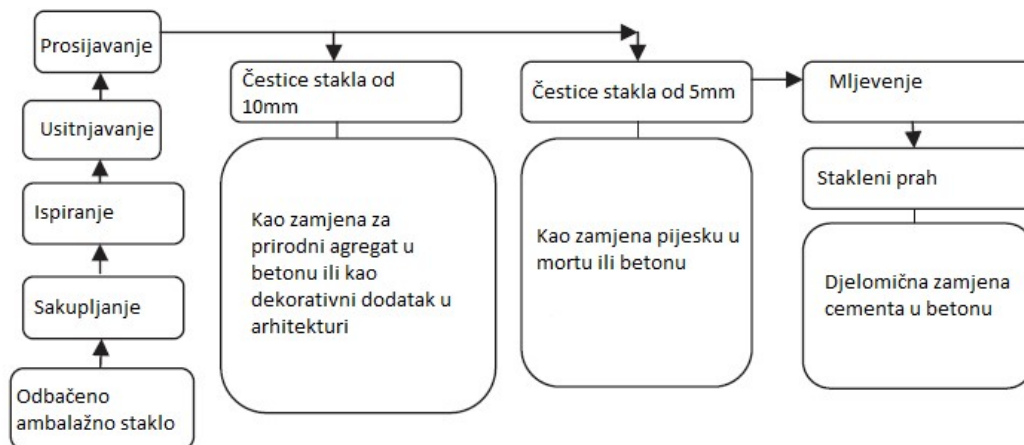 Prosijavanje
Usitnjavanje
Ispiranje
Sakupljanje
Odbačeno
ambalažno staklo
Čestice stakla od
10mm
Kao zamjena za
prirodni agregat u
betonu ili kao
dekorativni dodatak u
arhitekturi
Čestice stakla od 5mm
Kao zamjena pijesku u
mortu ili betonu
Mljevenje
Stakleni prah
Djelomična zamjena
cementa u betonu